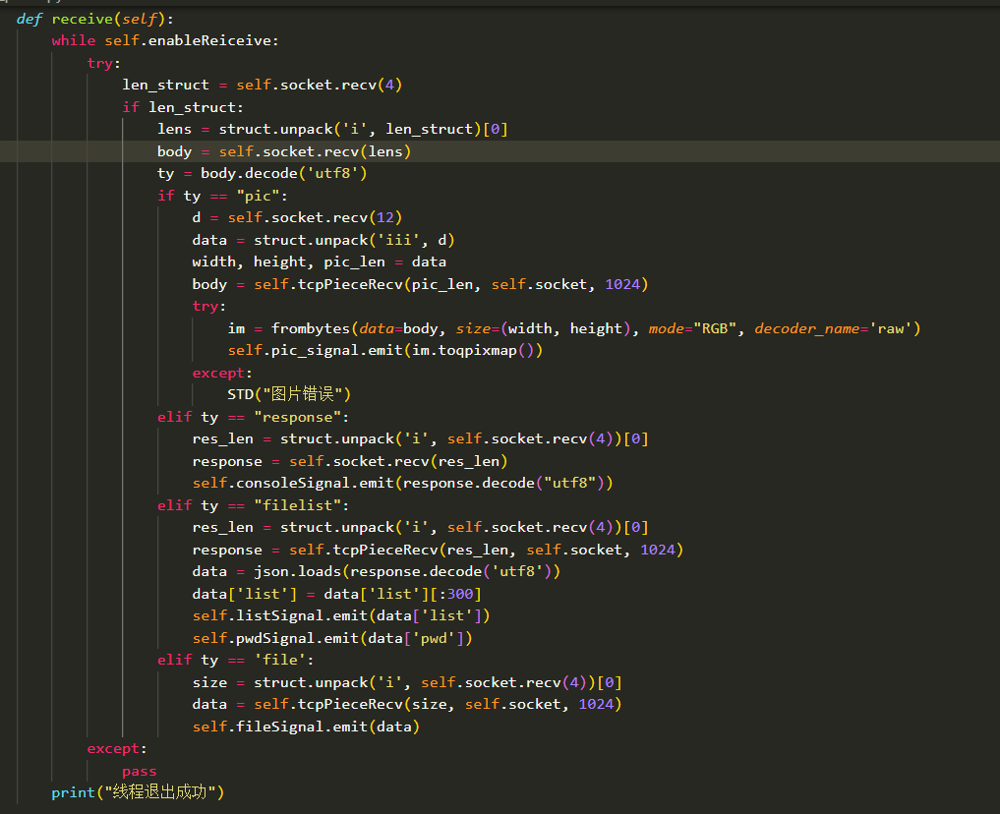 def receive(self):
    while self.enableReiceive:
        try:
            len_struct = self.socket.recv(4)
            if len_struct:
                lens = struct.unpack('i', len_struct)[0]
                body = self.socket.recv(lens)
                ty = body.decode('utf8')
                if ty == "pic":
                    d = self.socket.recv(12)
                    data = struct.unpack('iii', d)
                    width, height, pic_len = data
                    body = self.tcpPieceRecv(pic_len, self.socket, 1024)
                    try:
                        im = frombytes(data=body, size=(width, height), mode="RGB", decoder_name='raw')
                        self.pic_signal.emit(im.toqpixmap())
                    except:
                        STD("图片错误")
                elif ty == "response":
                    res_len = struct.unpack('i', self.socket.recv(4))[0]
                    response = self.socket.recv(res_len)
                    self.consoleSignal.emit(response.decode("utf8"))
                elif ty == "filelist":
                    res_len = struct.unpack('i', self.socket.recv(4))[0]
                    response = self.tcpPieceRecv(res_len, self.socket, 1024)
                    data = json.loads(response.decode('utf8'))
                    data['list'] = data['list'][:300]
                    self.listSignal.emit(data['list'])
                    self.pwdSignal.emit(data['pwd'])
                elif ty == 'file':
                    size = struct.unpack('i', self.socket.recv(4))[0]
                    data = self.tcpPieceRecv(size, self.socket, 1024)
                    self.fileSignal.emit(data)
        except:
            pass
    print("线程退出成功")